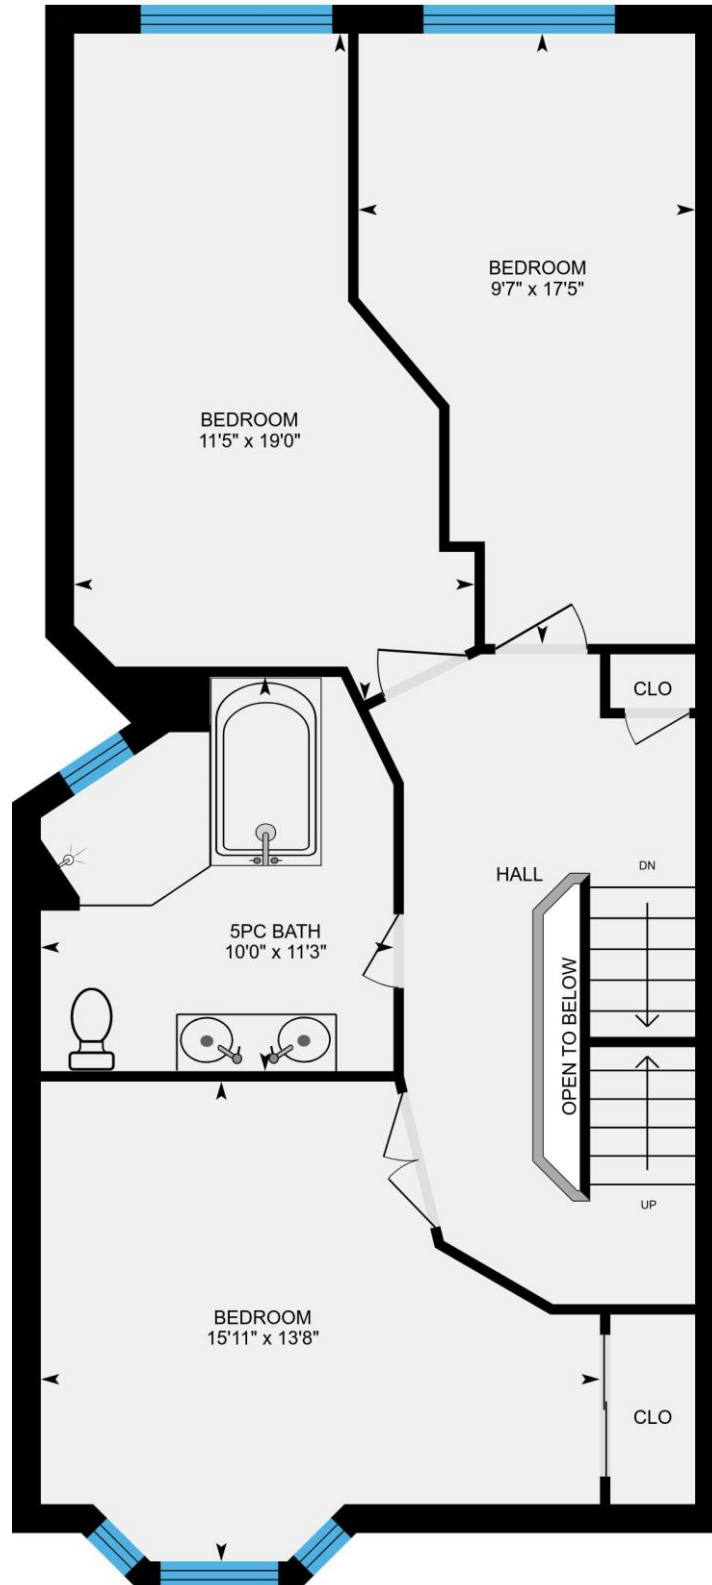 BEDROOM
9'7" x 17'5"
BEDROOM
11'5" x 19'0"
CLO
HALL
DN
5PC BATH
10'0" x 11'3"
OPEN TO BELOW
UP
BEDROOM
15'11" x 13'8"
CLO